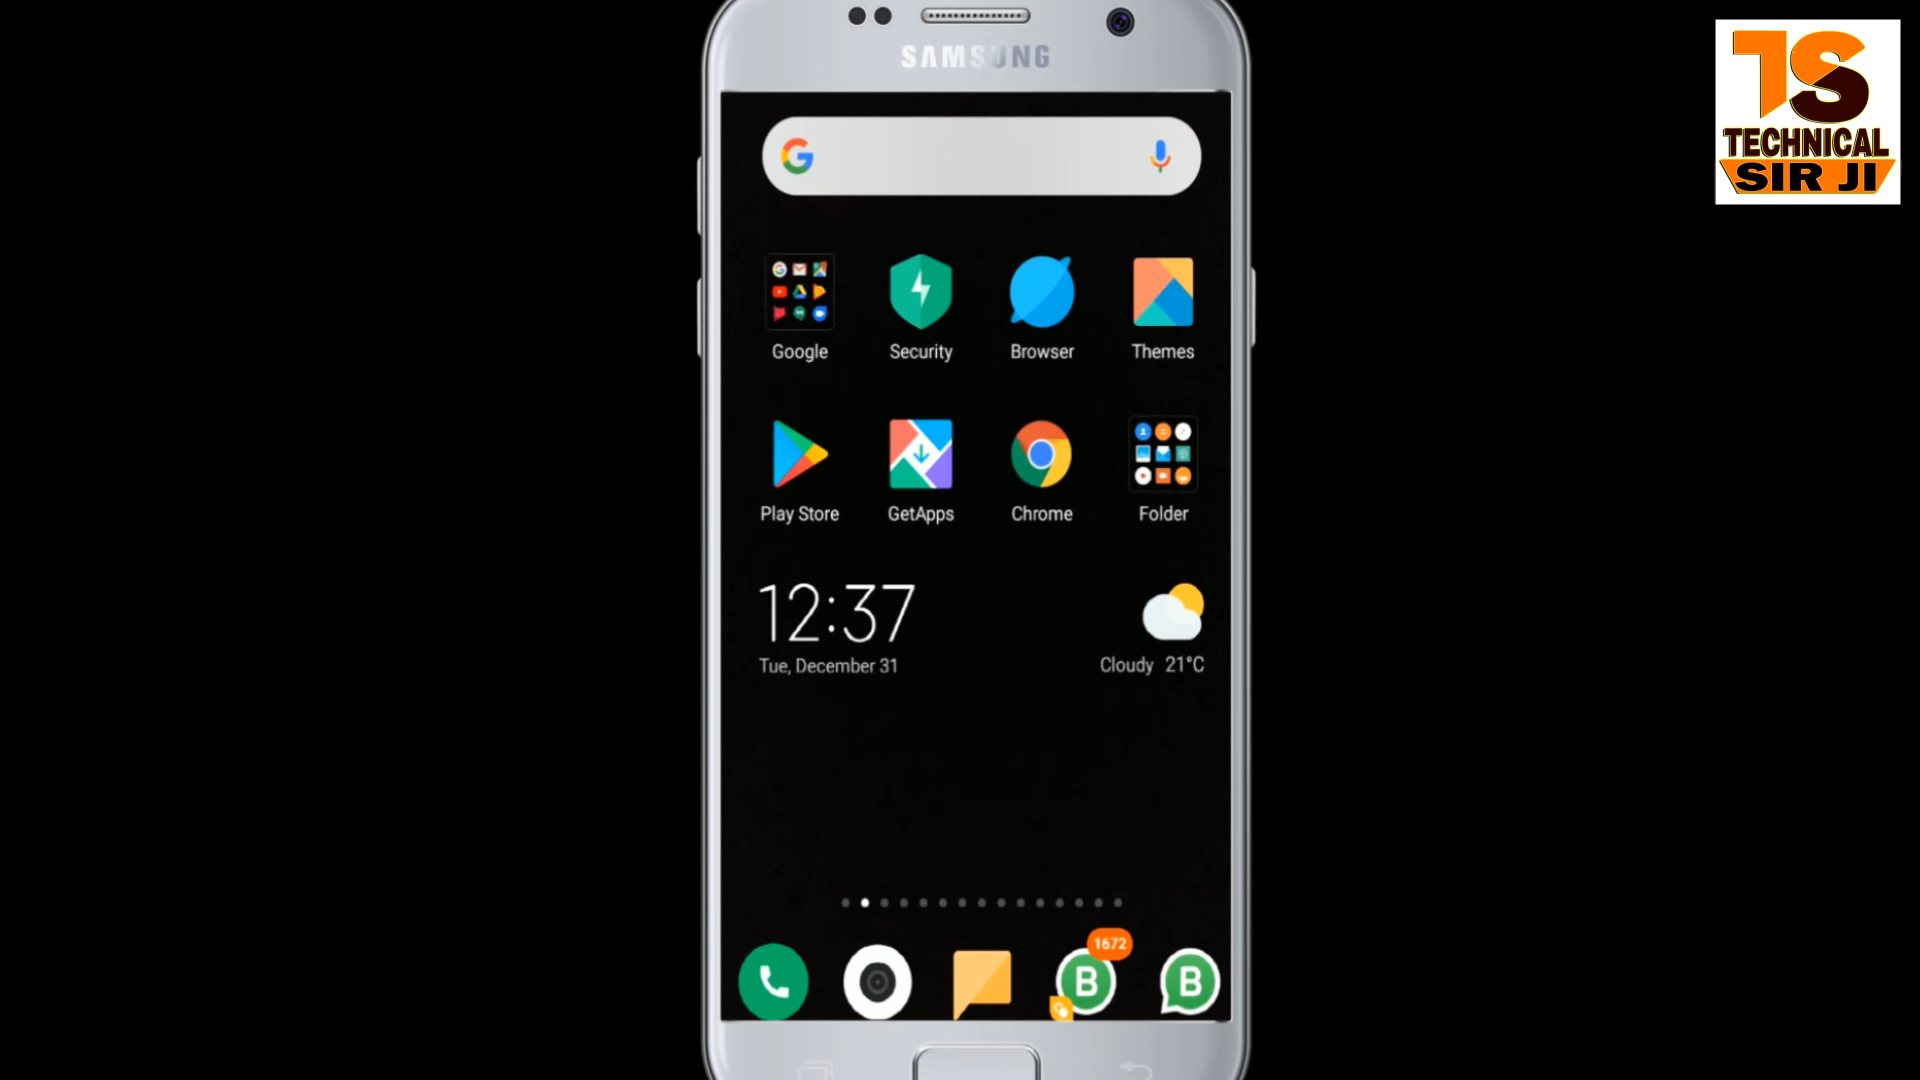 SAMSUNG
TS
TECHNICAL
SIR JI
Google
Security
Browser
Themes
Play Store
GetApps
Chrome
Folder
12:37
Tue, December 31
Cloudy 21°C
1672
B
B